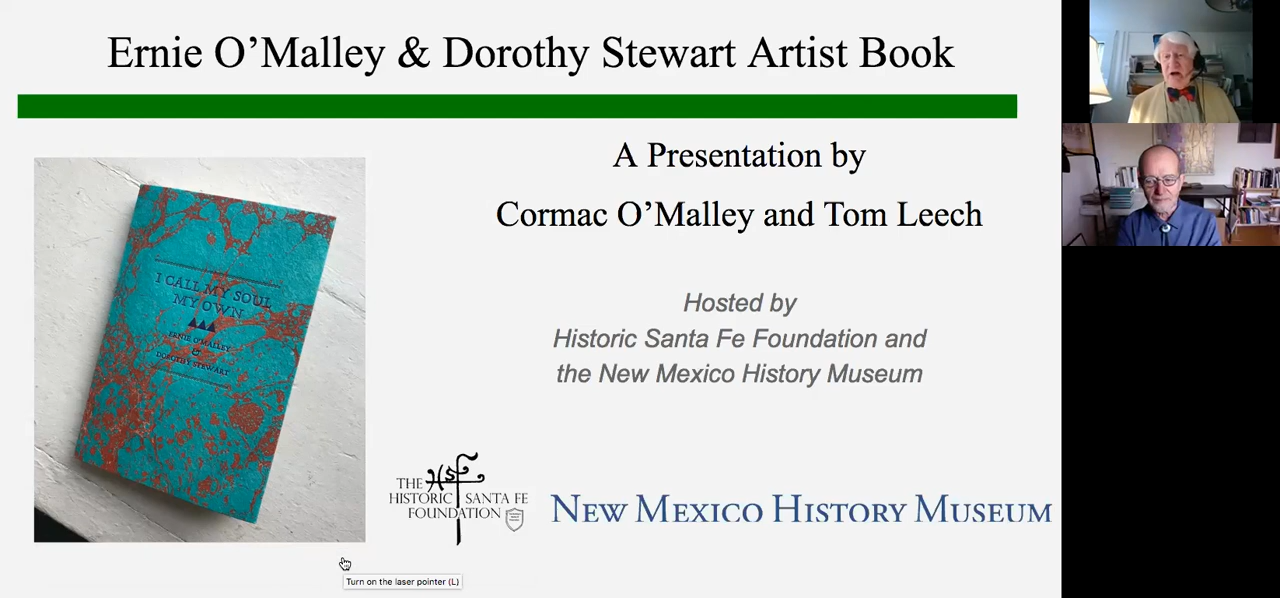 Ernie O’Malley & Dorothy Stewart Artist Book
A Presentation by
Cormac O’Malley and Tom Leech
I CALL MY SOUL
MY OWN
ERNIE O'MALLEY
&
DOROTHY STEWART
Hosted by
Historic Santa Fe Foundation and
the New Mexico History Museum
THE HSF
HISTORIC SANTA FE
FOUNDATION
NEW MEXICO HISTORY MUSEUM
Turn on the laser pointer (L)